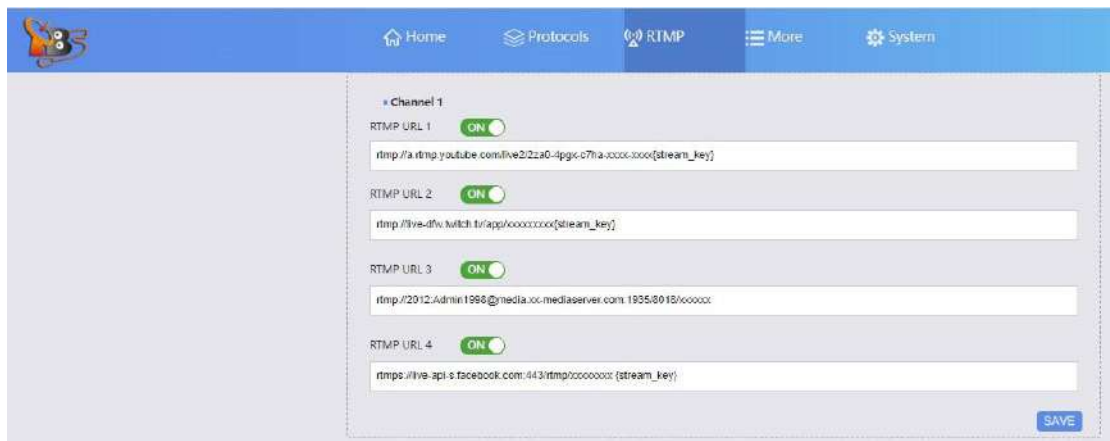 TBS
Home Protocols RTMP More System
Channel 1
RTMP URL 1 ON
rtmp://a.rtmp.youtube.com/live2/2za0-4pgx-c7ha-xxxx-xxxx{stream_key}
RTMP URL 2 ON
rtmp://live-dfw.twitch.tv/app/xxxxxxxxx{stream_key}
RTMP URL 3 ON
rtmp://2012:Admin1998@media.xx-mediaserver.com:1935/8018/xxxxxx
RTMP URL 4 ON
rtmps://live-api-s.facebook.com:443/rtmp/xxxxxxxx {stream_key}
SAVE